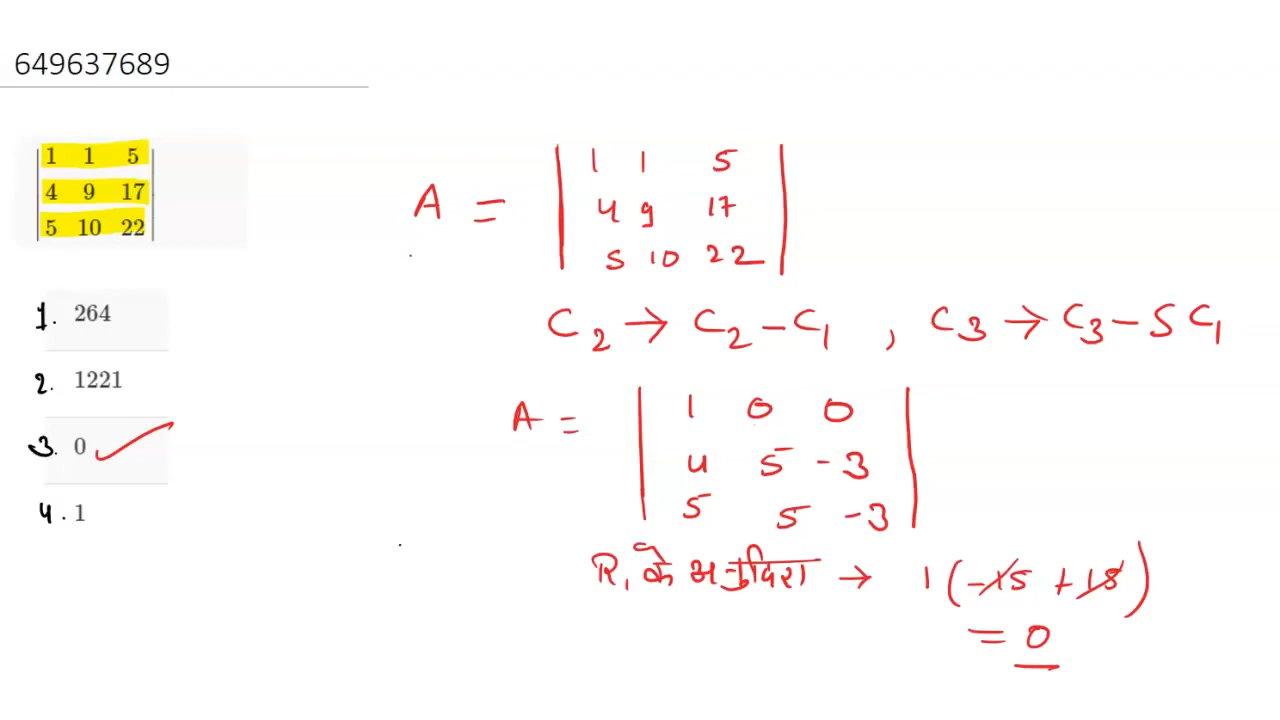 649637689
1 1 5
4 9 17
5 10 22
1. 264
2. 1221
3. 0
4. 1
A = | 1 1 5 |
| 4 9 17 |
| 5 10 22 |
C₂ → C₂ - C₁ , C₃ → C₃ - 5C₁
A = | 1 0 0 |
| 4 5 -3 |
| 5 5 -3 |
R₁ के → 1(-15 + 15)
= 0